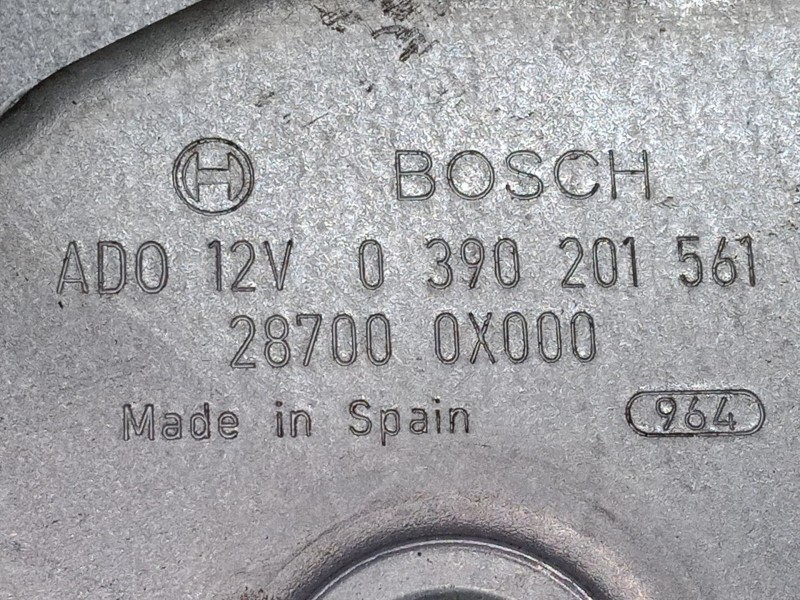 BOSCH
ADO 12V 0 390 201 561
28700 0X000
Made in Spain 964